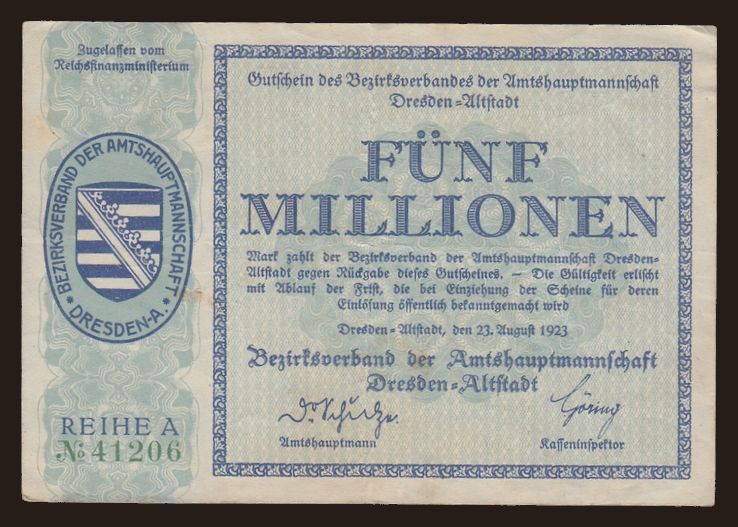 Zugelassen vom
Reichsfinanzministerium
BEZIRKSVERBAND DER AMTSHAUPTMANNSCHAFT
* DRESDEN-A. *
REIHE A
№ 41206
Gutschein des Bezirksverbandes der Amtshauptmannschaft
Dresden=Altstadt
FÜNF
MILLIONEN
Mark zahlt der Bezirksverband der Amtshauptmannschaft Dresden=
Altstadt gegen Rückgabe dieses Gutscheines. — Die Gültigkeit erlischt
mit Ablauf der Frist, die bei Einziehung der Scheine für deren
Einlösung öffentlich bekanntgemacht wird
Dresden=Altstadt, den 23. August 1923
Bezirksverband der Amtshauptmannschaft
Dresden=Altstadt
Dr Schulze. Göring
Amtshauptmann Kasseninspektor